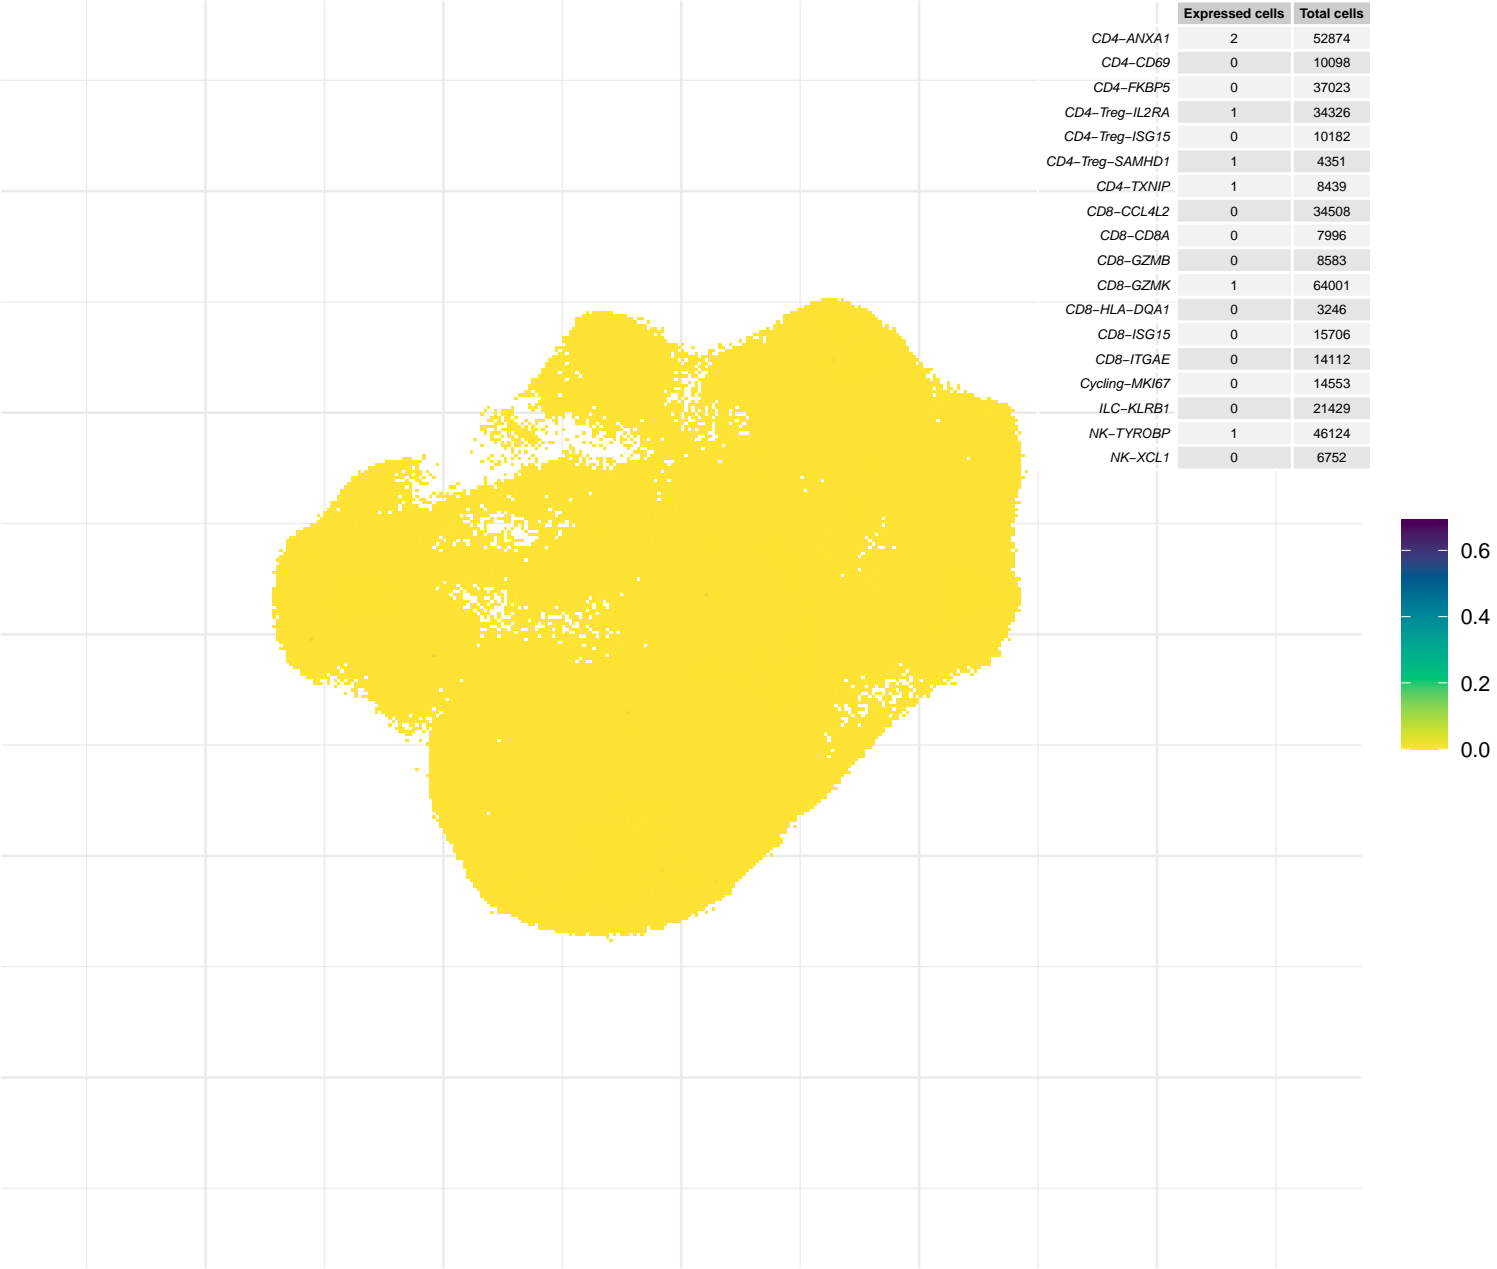 Expressed cells Total cells
CD4−ANXA1 2 52874
CD4−CD69 0 10098
CD4−FKBP5 0 37023
CD4−Treg−IL2RA 1 34326
CD4−Treg−ISG15 0 10182
CD4−Treg−SAMHD1 1 4351
CD4−TXNIP 1 8439
CD8−CCL4L2 0 34508
CD8−CD8A 0 7996
CD8−GZMB 0 8583
CD8−GZMK 1 64001
CD8−HLA−DQA1 0 3246
CD8−ISG15 0 15706
CD8−ITGAE 0 14112
Cycling−MKI67 0 14553
ILC−KLRB1 0 21429
NK−TYROBP 1 46124
NK−XCL1 0 6752
0.6
0.4
0.2
0.0